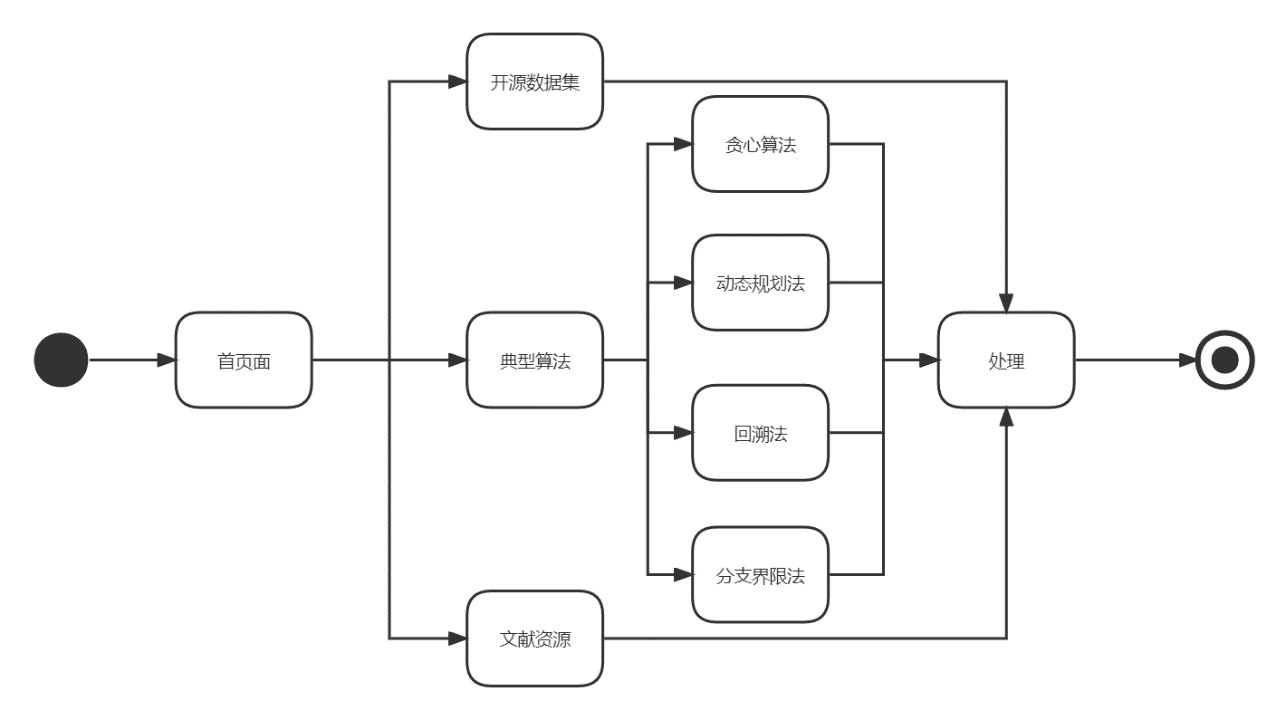 开源数据集
贪心算法
动态规划法
首页面
典型算法
处理
回溯法
分支界限法
文献资源